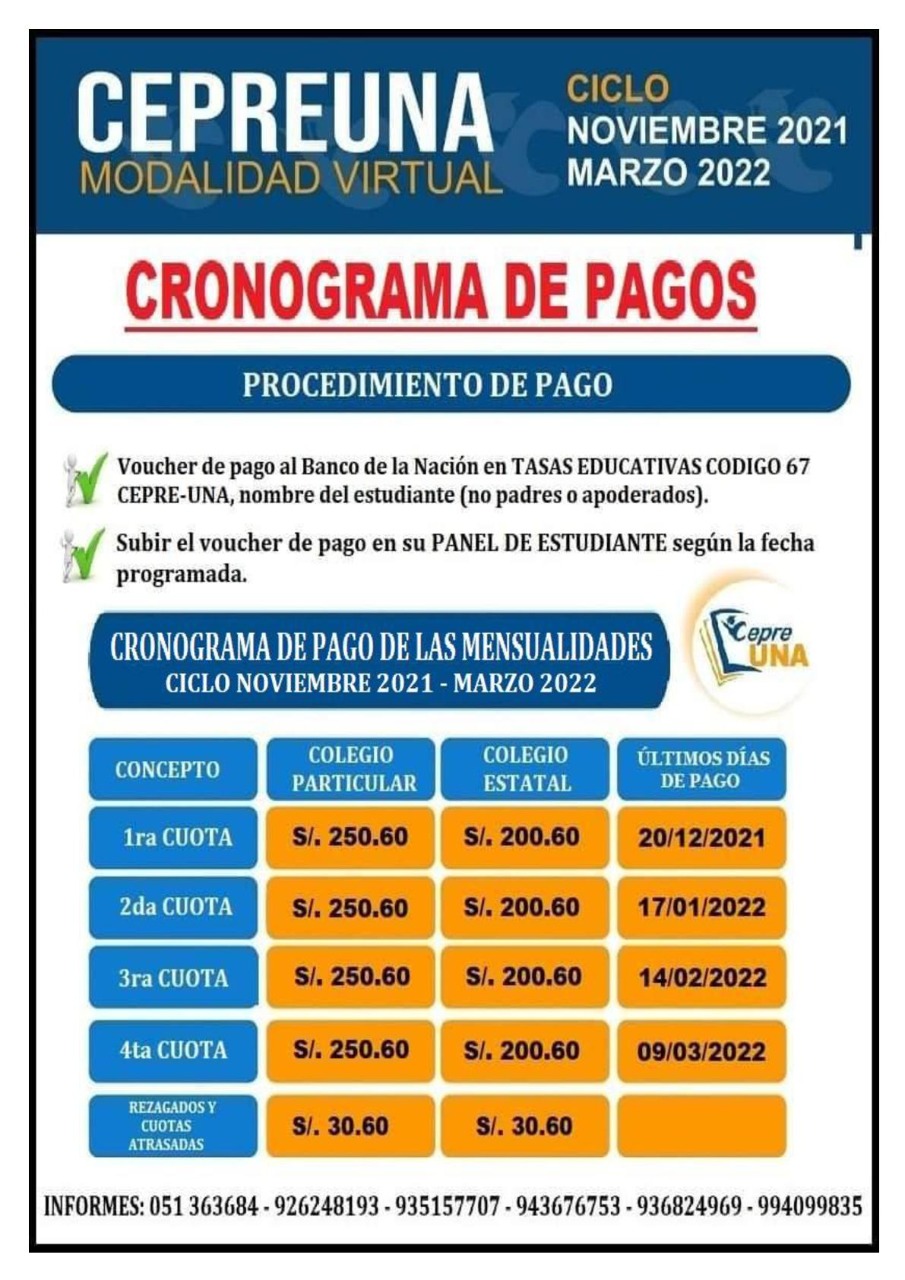 CEPREUNA
MODALIDAD VIRTUAL
CICLO
NOVIEMBRE 2021
MARZO 2022
CRONOGRAMA DE PAGOS
PROCEDIMIENTO DE PAGO
Voucher de pago al Banco de la Nación en TASAS EDUCATIVAS CODIGO 67
CEPRE-UNA, nombre del estudiante (no padres o apoderados).
Subir el voucher de pago en su PANEL DE ESTUDIANTE según la fecha
programada.
CRONOGRAMA DE PAGO DE LAS MENSUALIDADES
CICLO NOVIEMBRE 2021 - MARZO 2022
Cepre
UNA
CONCEPTO
COLEGIO
PARTICULAR
COLEGIO
ESTATAL
ÚLTIMOS DÍAS
DE PAGO
1ra CUOTA S/. 250.60 S/. 200.60 20/12/2021
2da CUOTA S/. 250.60 S/. 200.60 17/01/2022
3ra CUOTA S/. 250.60 S/. 200.60 14/02/2022
4ta CUOTA S/. 250.60 S/. 200.60 09/03/2022
REZAGADOS Y
CUOTAS
ATRASADAS
S/. 30.60 S/. 30.60
INFORMES: 051 363684 - 926248193 - 935157707 - 943676753 - 936824969 - 994099835